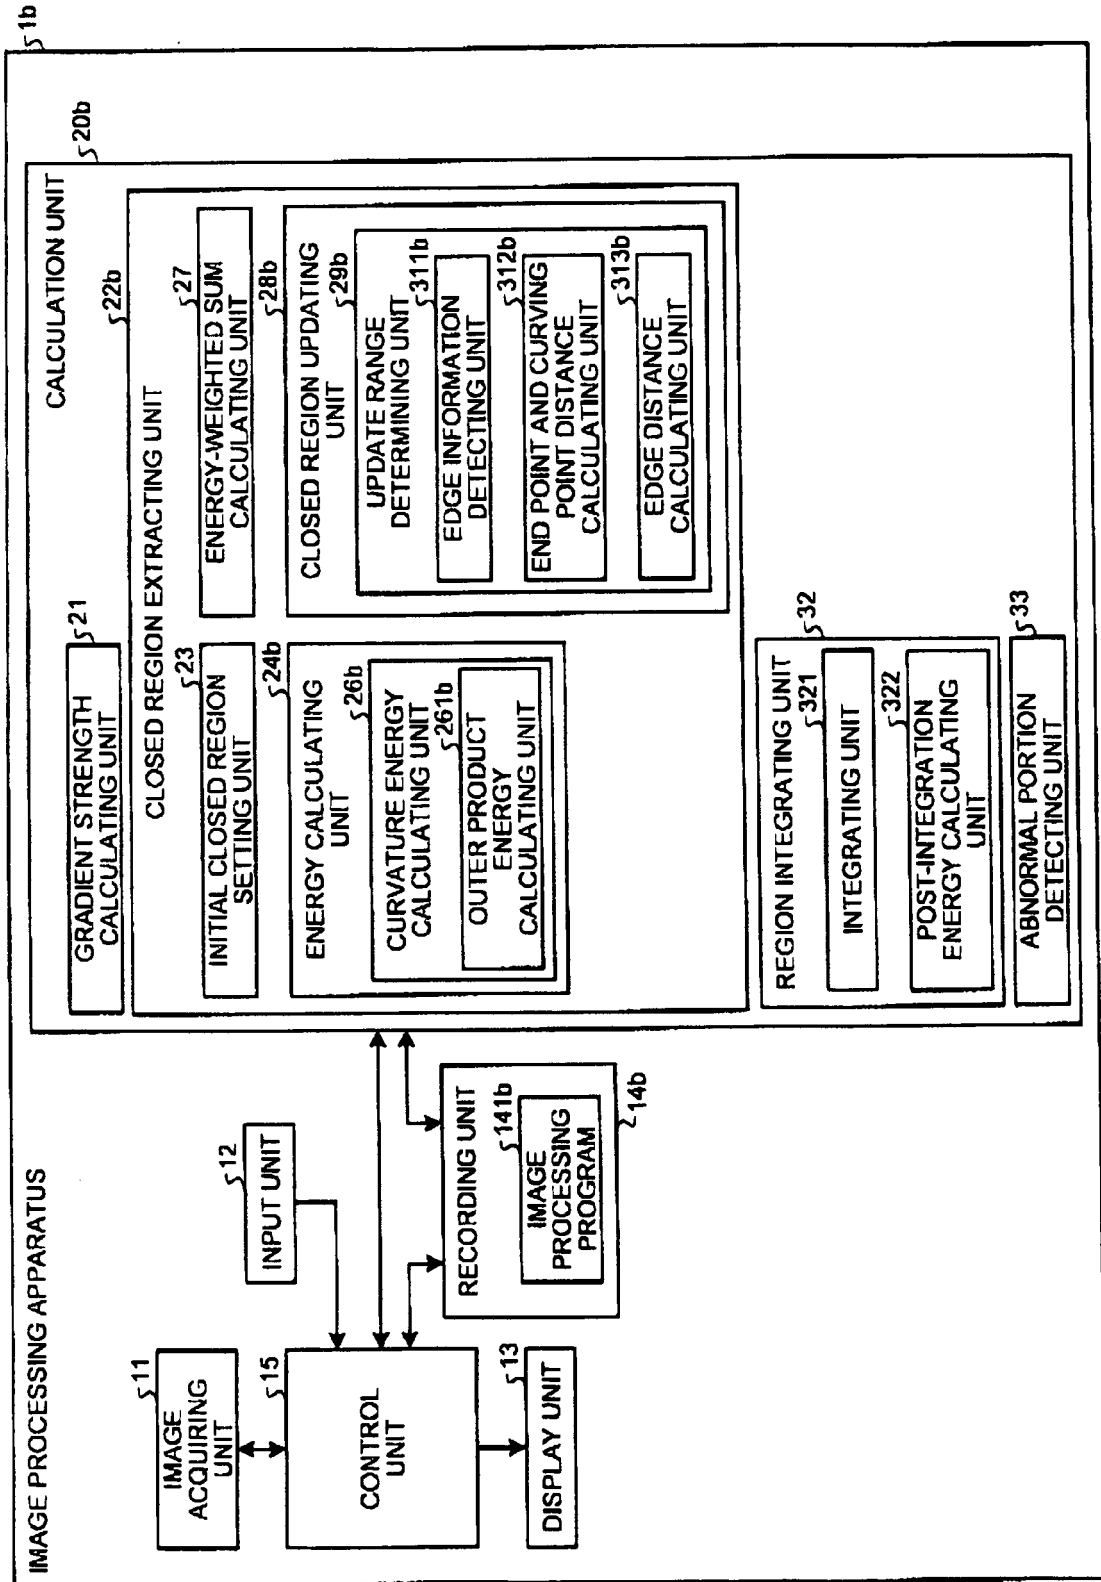 1b
IMAGE PROCESSING APPARATUS
11
IMAGE
ACQUIRING
UNIT
12
INPUT UNIT
15
CONTROL
UNIT
13
DISPLAY UNIT
RECORDING UNIT
141b
IMAGE
PROCESSING
PROGRAM
14b
20b
CALCULATION UNIT
21
GRADIENT STRENGTH
CALCULATING UNIT
22b
CLOSED REGION EXTRACTING UNIT
23
INITIAL CLOSED REGION
SETTING UNIT
24b
ENERGY CALCULATING
UNIT
26b
CURVATURE ENERGY
CALCULATING UNIT
261b
OUTER PRODUCT
ENERGY
CALCULATING UNIT
27
ENERGY-WEIGHTED SUM
CALCULATING UNIT
28b
CLOSED REGION UPDATING
UNIT
29b
UPDATE RANGE
DETERMINING UNIT
311b
EDGE INFORMATION
DETECTING UNIT
312b
END POINT AND CURVING
POINT DISTANCE
CALCULATING UNIT
313b
EDGE DISTANCE
CALCULATING UNIT
32
REGION INTEGRATING UNIT
321
INTEGRATING UNIT
322
POST-INTEGRATION
ENERGY CALCULATING
UNIT
33
ABNORMAL PORTION
DETECTING UNIT